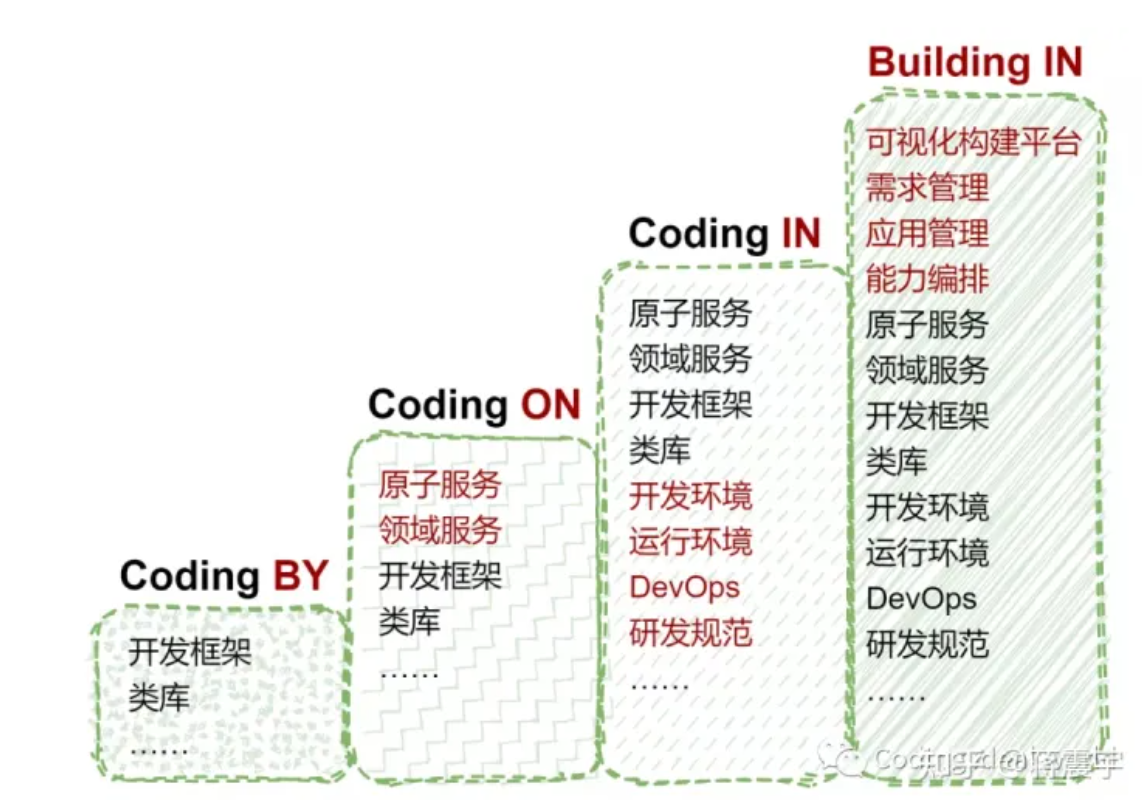 Building IN
可视化构建平台
需求管理
应用管理
能力编排
原子服务
领域服务
开发框架
类库
开发环境
运行环境
DevOps
研发规范
......
Coding IN
原子服务
领域服务
开发框架
类库
开发环境
运行环境
DevOps
研发规范
......
Coding ON
原子服务
领域服务
开发框架
类库
......
Coding BY
开发框架
类库
......